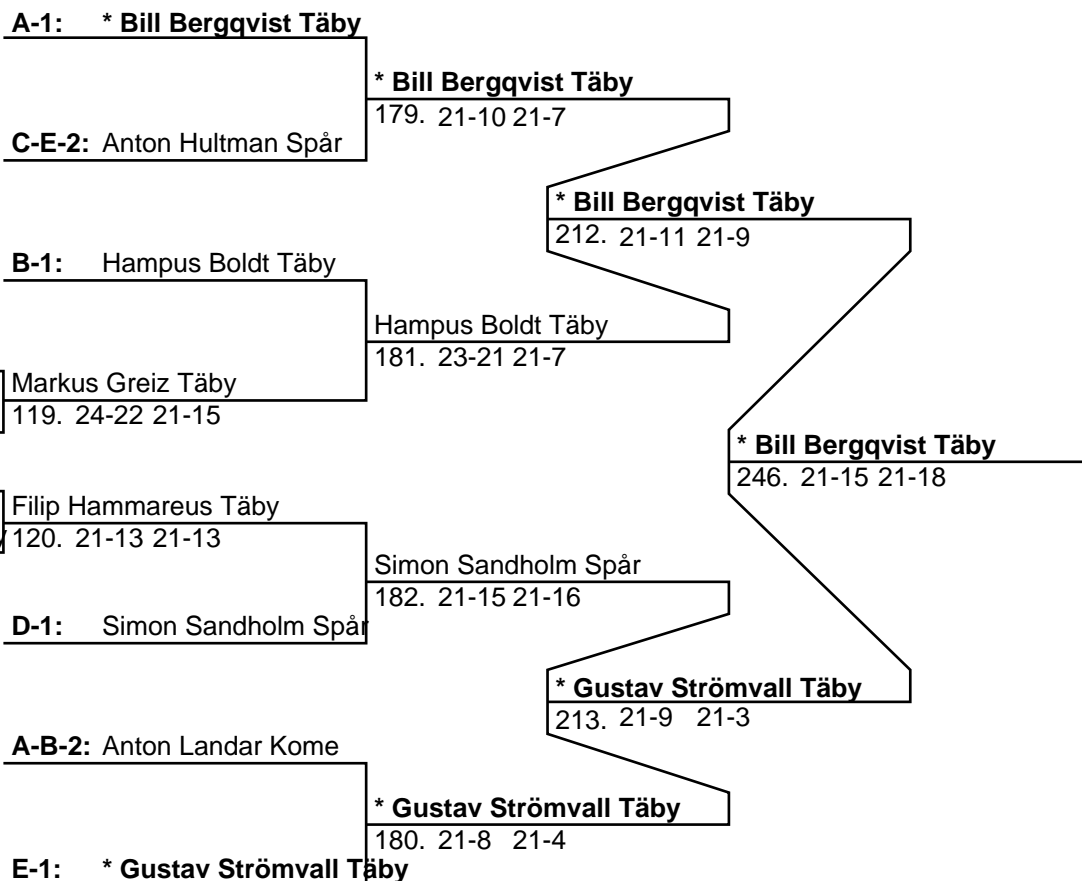 A-1: * Bill Bergqvist Täby
* Bill Bergqvist Täby
179. 21-10 21-7
C-E-2: Anton Hultman Spår
* Bill Bergqvist Täby
212. 21-11 21-9
B-1: Hampus Boldt Täby
Hampus Boldt Täby
181. 23-21 21-7
Markus Greiz Täby
119. 24-22 21-15
* Bill Bergqvist Täby
246. 21-15 21-18
Filip Hammareus Täby
120. 21-13 21-13
Simon Sandholm Spår
182. 21-15 21-16
D-1: Simon Sandholm Spår
* Gustav Strömvall Täby
213. 21-9 21-3
A-B-2: Anton Landar Kome
* Gustav Strömvall Täby
180. 21-8 21-4
E-1: * Gustav Strömvall Täby